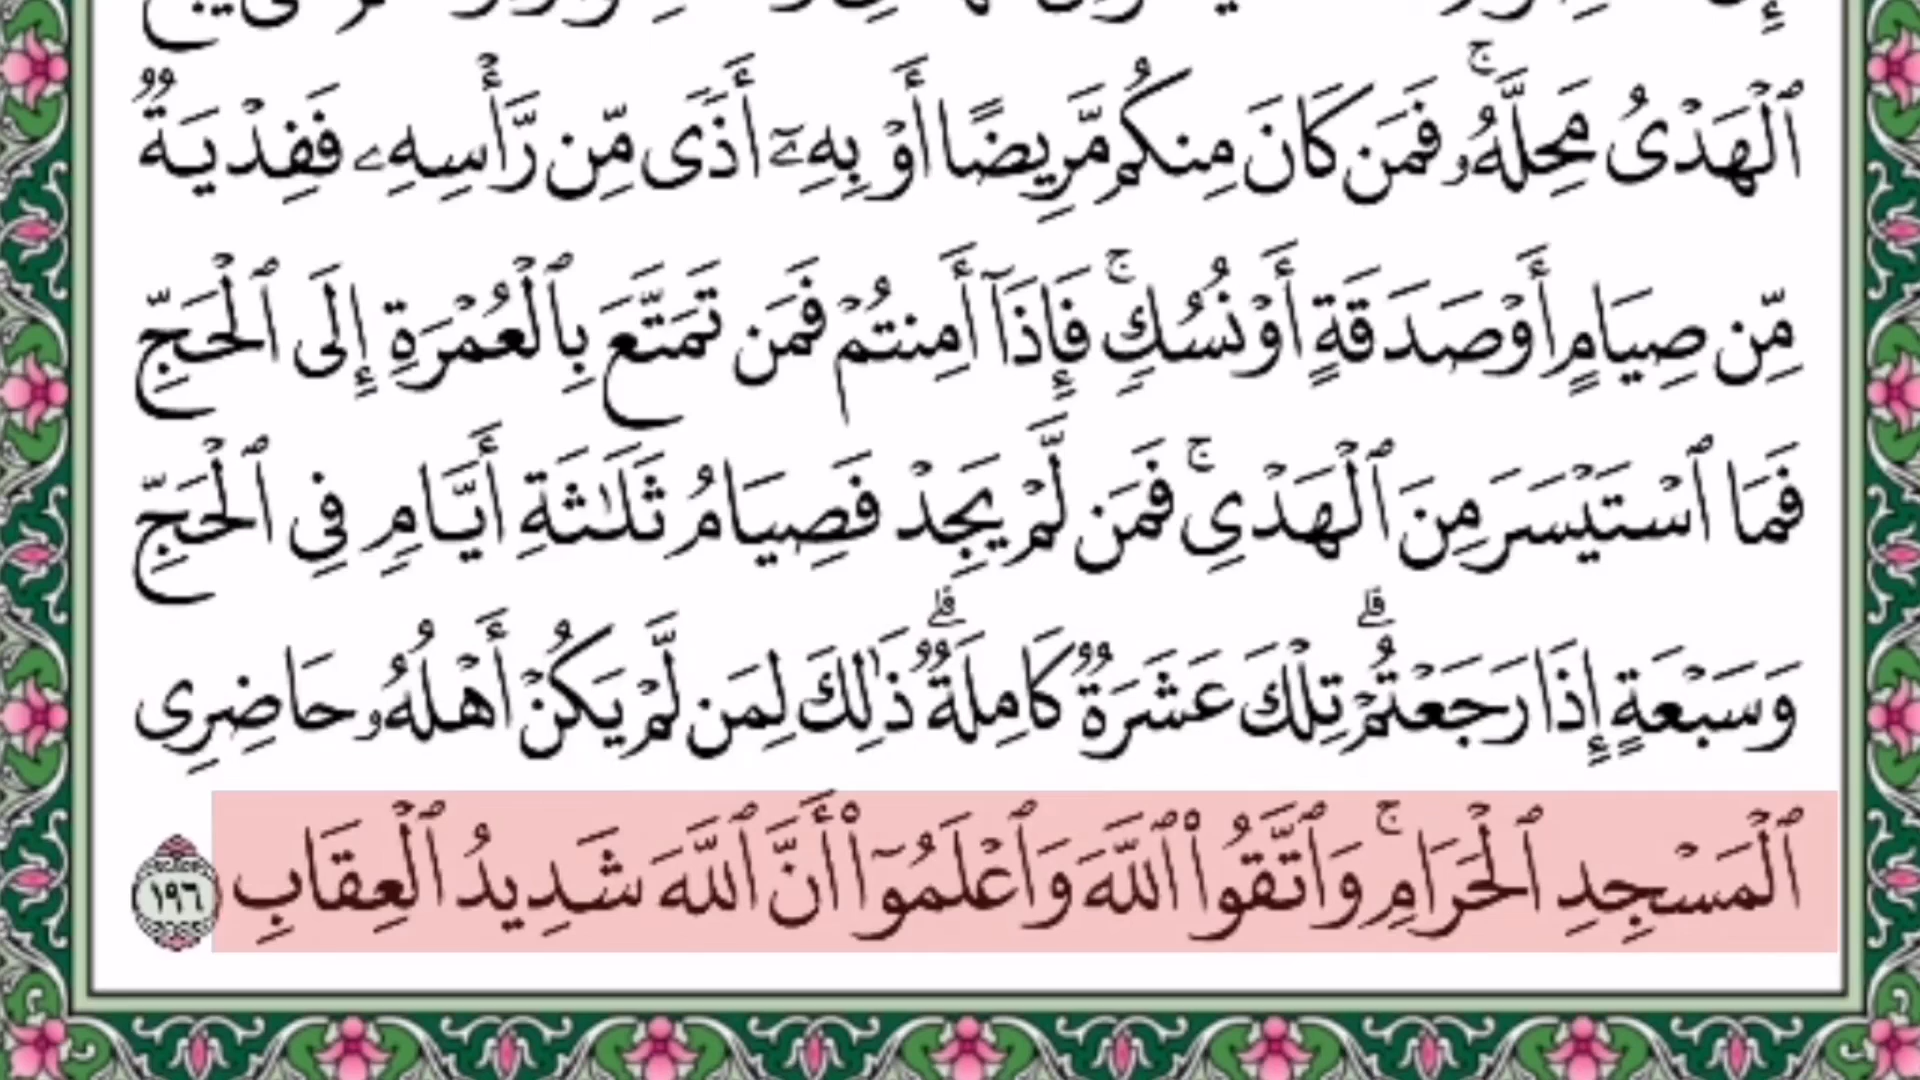 ٱلْهَدْىُ مَحِلَّهُۥ ۚ فَمَن كَانَ مِنكُم مَّرِيضًا أَوْ بِهِۦٓ أَذًى مِّن رَّأْسِهِۦ فَفِدْيَةٌ
مِّن صِيَامٍ أَوْ صَدَقَةٍ أَوْ نُسُكٍ ۚ فَإِذَآ أَمِنتُمْ فَمَن تَمَتَّعَ بِٱلْعُمْرَةِ إِلَى ٱلْحَجِّ
فَمَا ٱسْتَيْسَرَ مِنَ ٱلْهَدْىِ ۚ فَمَن لَّمْ يَجِدْ فَصِيَامُ ثَلَٰثَةِ أَيَّامٍ فِى ٱلْحَجِّ
وَسَبْعَةٍ إِذَا رَجَعْتُمْ ۗ تِلْكَ عَشَرَةٌ كَامِلَةٌ ۗ ذَٰلِكَ لِمَن لَّمْ يَكُنْ أَهْلُهُۥ حَاضِرِى
ٱلْمَسْجِدِ ٱلْحَرَامِ ۚ وَٱتَّقُوا۟ ٱللَّهَ وَٱعْلَمُوٓا۟ أَنَّ ٱللَّهَ شَدِيدُ ٱلْعِقَابِ ١٩٦